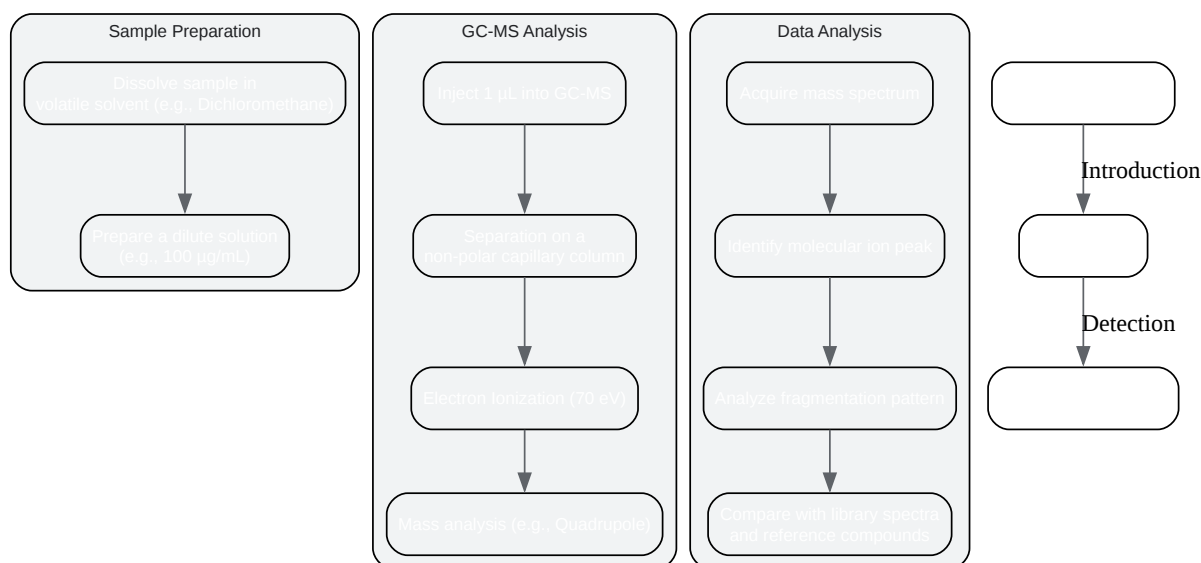 Sample Preparation
Dissolve sample in
volatile solvent (e.g., Dichloromethane)
Prepare a dilute solution
(e.g., 100 µg/mL)
GC-MS Analysis
Inject 1 µL into GC-MS
Separation on a
non-polar capillary column
Electron Ionization (70 eV)
Mass analysis (e.g., Quadrupole)
Data Analysis
Acquire mass spectrum
Identify molecular ion peak
Analyze fragmentation pattern
Compare with library spectra
and reference compounds
Introduction
Detection